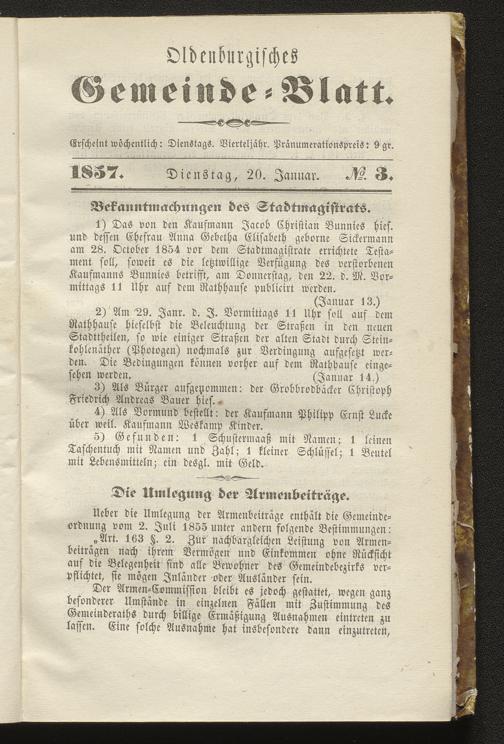 Oldenburgisches
Gemeinde-Blatt.
Erscheint wöchentlich: Dienstags. Vierteljähr. Pränumerationspreis: 9 gr.
1857. Dienstag, 20. Januar. №. 3.
Bekanntmachungen des Stadtmagistrats.
1) Das von den Kaufmann Jacob Christian Bunnies hies.
und dessen Ehefrau Anna Gebetha Elisabeth geborne Sickermann
am 28. October 1854 vor dem Stadtmagistrate errichtete Testa-
ment soll, soweit es die letztwillige Verfügung des verstorbenen
Kaufmanns Bunnies betrifft, am Donnerstag, den 22. d. M. Vor-
mittags 11 Uhr auf dem Rathhause publicirt werden.
(Januar 13.)
2) Am 29. Janr. d. J. Vormittags 11 Uhr soll auf dem
Rathhause hieselbst die Beleuchtung der Straßen in den neuen
Stadttheilen, so wie einiger Straßen der alten Stadt durch Stein-
kohlenäther (Photogen) nochmals zur Verdingung aufgesetzt wer-
den. Die Bedingungen können vorher auf dem Rathhause einge-
sehen werden. (Januar 14.)
3) Als Bürger aufgenommen: der Grobbrodbäcker Christoph
Friedrich Andreas Bauer hies.
4) Als Vormund bestellt: der Kaufmann Philipp Ernst Lucke
über weil. Kaufmann Weskamp Kinder.
5) Gefunden: 1 Schustermaaß mit Namen; 1 leinen
Taschentuch mit Namen und Zahl; 1 kleiner Schlüssel; 1 Beutel
mit Lebensmitteln; ein desgl. mit Geld.
Die Umlegung der Armenbeiträge.
Ueber die Umlegung der Armenbeiträge enthält die Gemeinde-
ordnung vom 2. Juli 1855 unter andern folgende Bestimmungen:
„Art. 163 §. 2. Zur nachbargleichen Leistung von Armen-
beiträgen nach ihrem Vermögen und Einkommen ohne Rücksicht
auf die Belegenheit sind alle Bewohner des Gemeindebezirks ver-
pflichtet, sie mögen Inländer oder Ausländer sein.
Der Armen-Commission bleibt es jedoch gestattet, wegen ganz
besonderer Umstände in einzelnen Fällen mit Zustimmung des
Gemeinderaths durch billige Ermäßigung Ausnahmen eintreten zu
lassen. Eine solche Ausnahme hat insbesondere dann einzutreten,